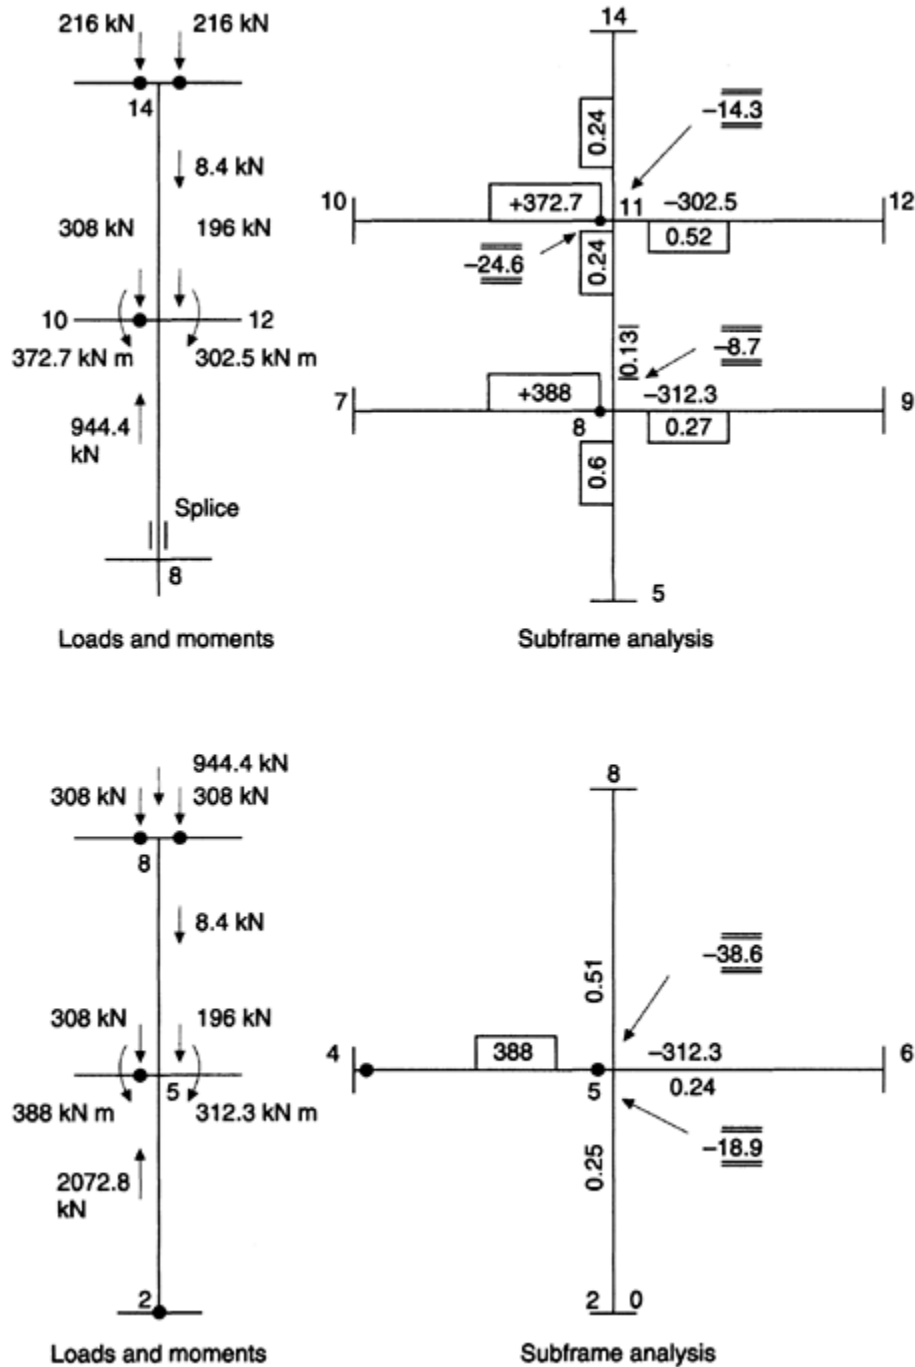 216 kN
216 kN
14
8.4 kN
308 kN
196 kN
10
12
372.7 kN m
302.5 kN m
944.4
kN
Splice
8
Loads and moments
14
–14.3
0.24
10
+372.7
11
–302.5
12
0.52
–24.6
0.24
0.13
–8.7
7
+388
–312.3
9
8
0.27
0.6
5
Subframe analysis
944.4 kN
308 kN
308 kN
8
8.4 kN
308 kN
196 kN
5
388 kN m
312.3 kN m
2072.8
kN
2
Loads and moments
8
–38.6
0.51
4
388
–312.3
6
5
0.24
–18.9
0.25
2
0
Subframe analysis